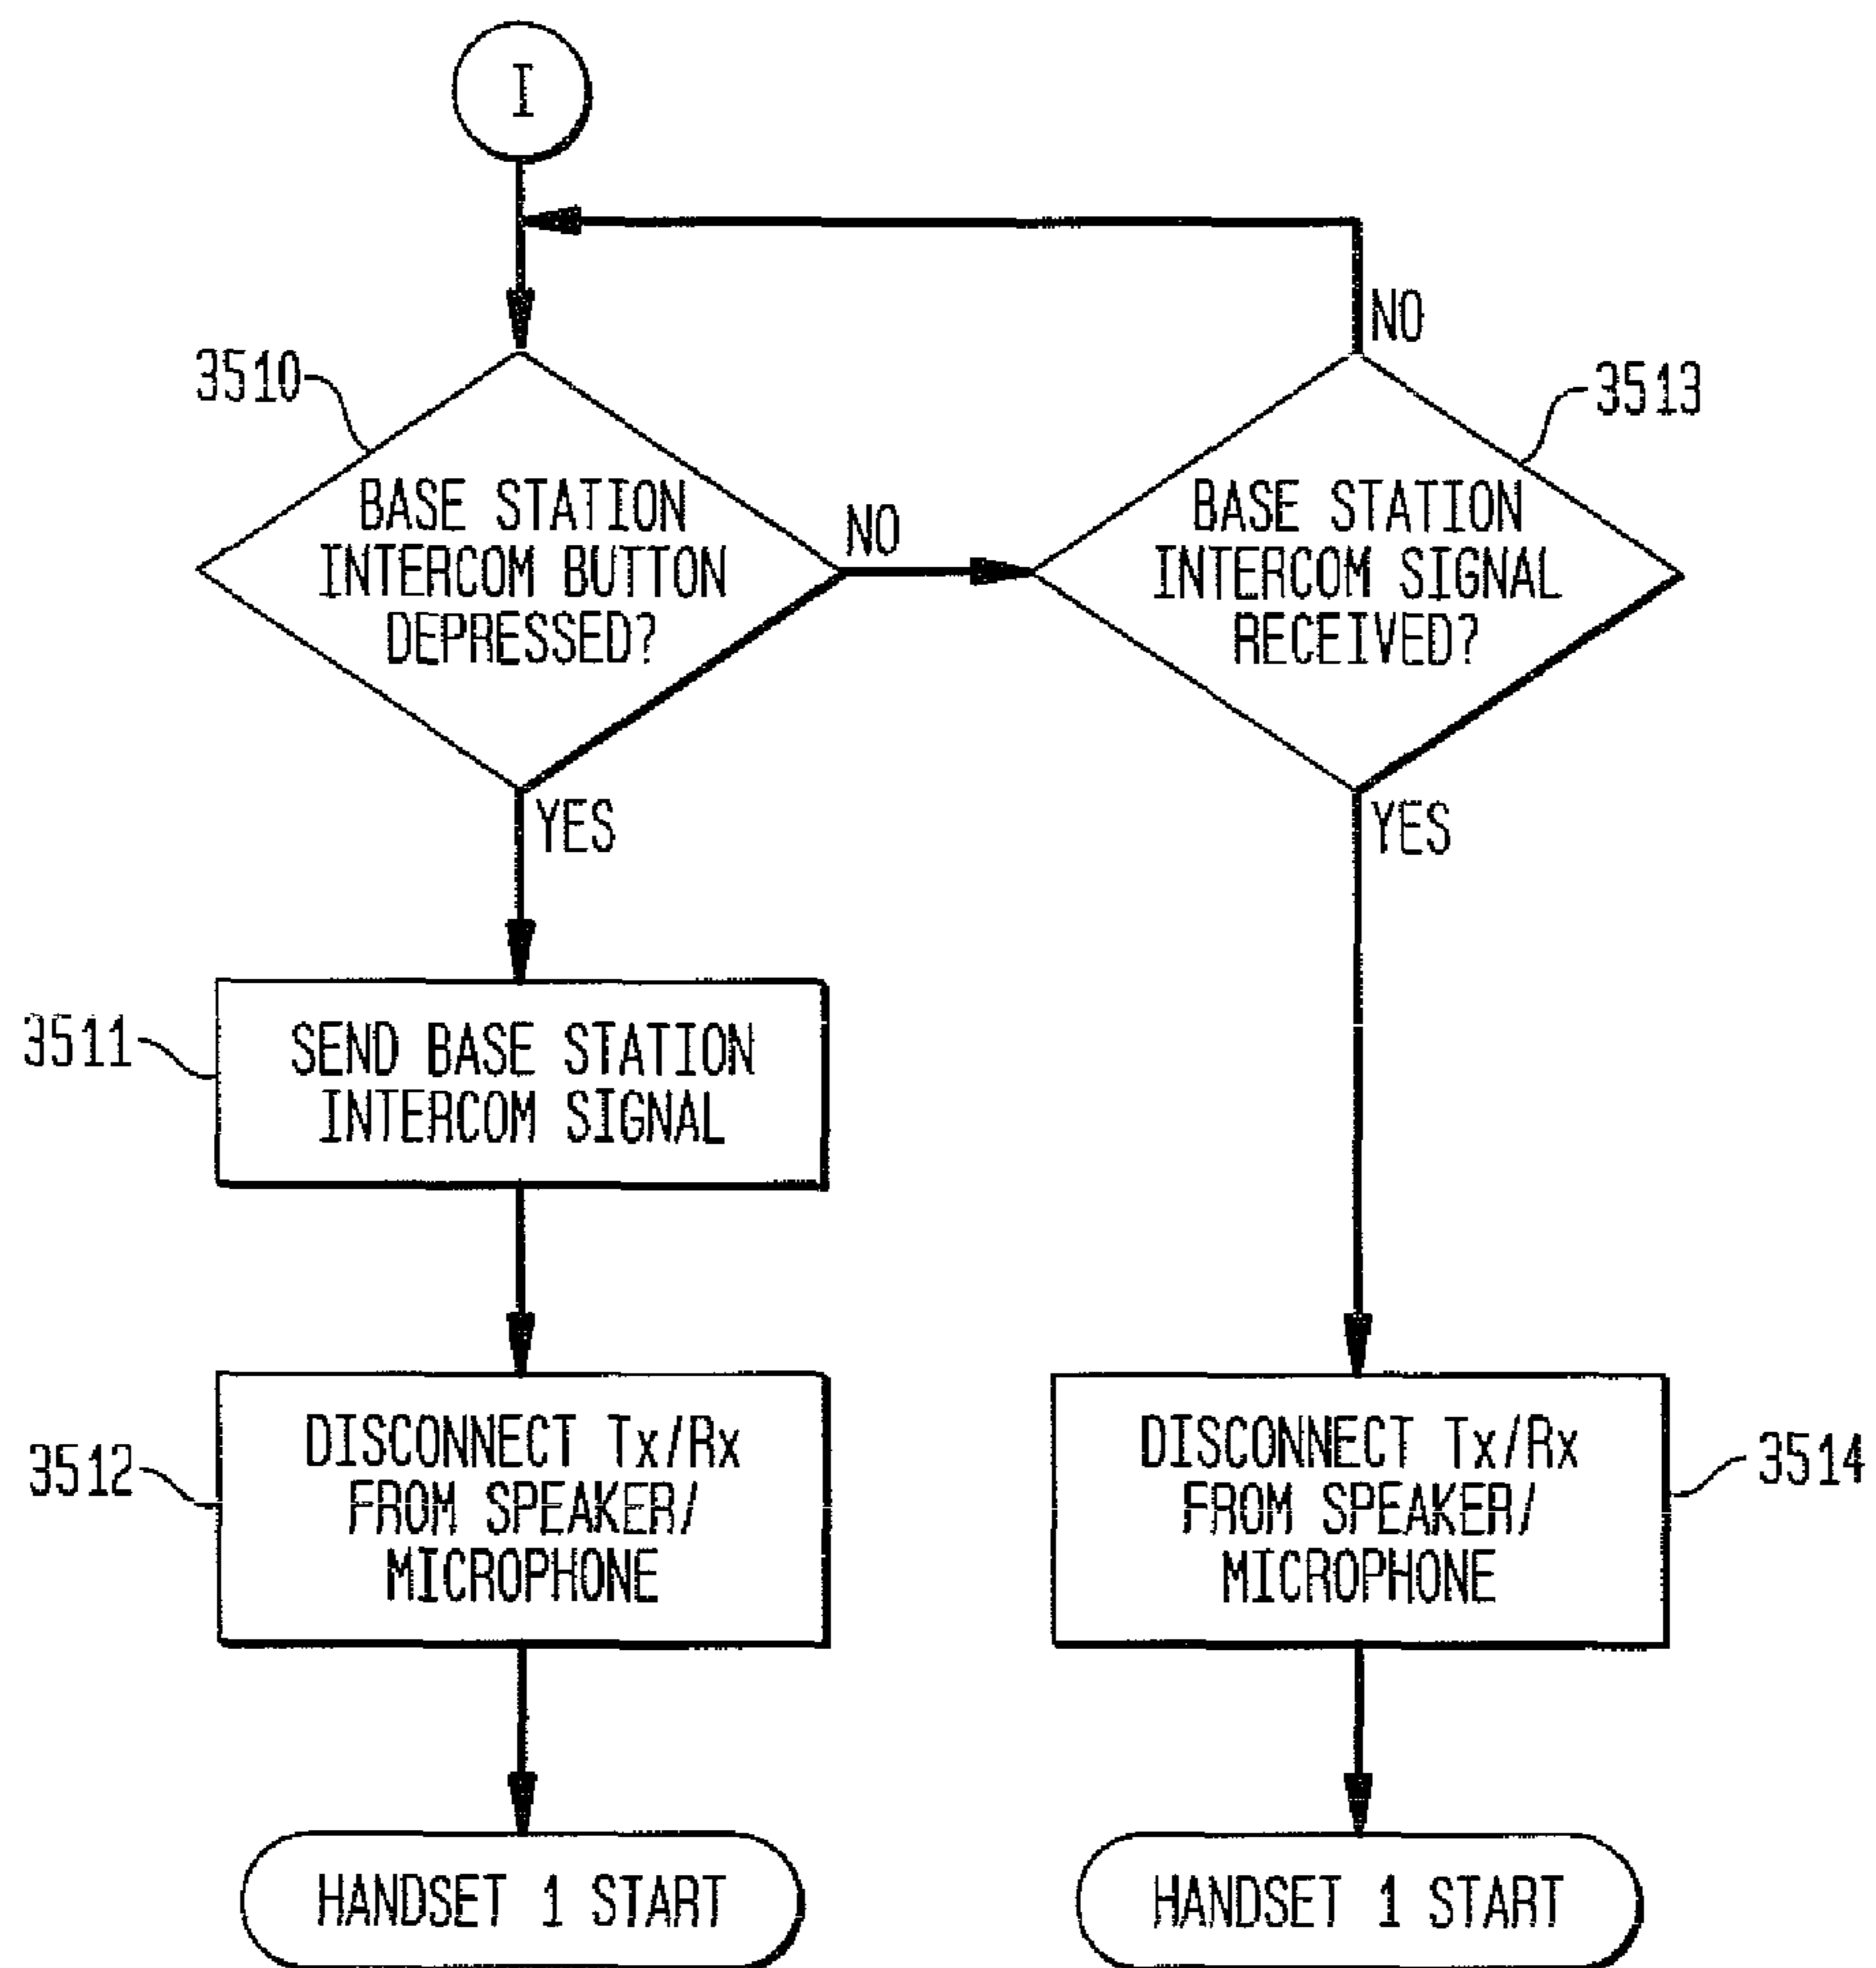 I
NO
3510
3513
BASE STATION
INTERCOM BUTTON
DEPRESSED?
NO
BASE STATION
INTERCOM SIGNAL
RECEIVED?
YES
YES
3511
SEND BASE STATION
INTERCOM SIGNAL
3512
DISCONNECT Tx/Rx
FROM SPEAKER/
MICROPHONE
DISCONNECT Tx/Rx
FROM SPEAKER/
MICROPHONE
3514
HANDSET 1 START
HANDSET 1 START